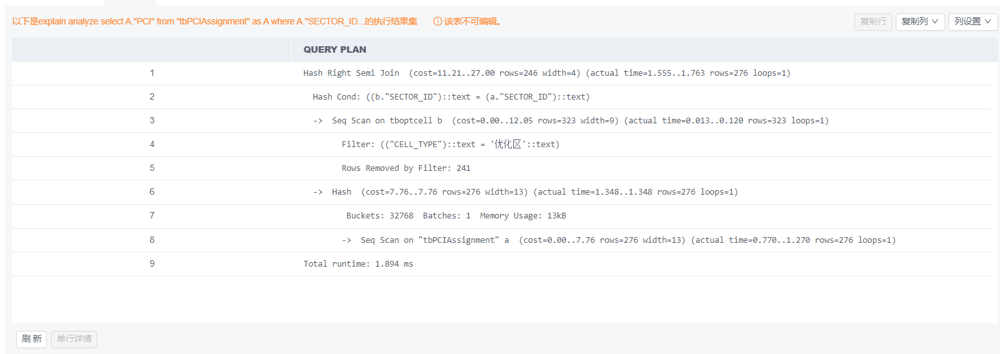 以下是explain analyze select A."PCI" from "tbPCIAssignment" as A where A."SECTOR_ID...的执行结果集 该表不可编辑。 复制行 复制列 列设置
QUERY PLAN
1 Hash Right Semi Join (cost=11.21..27.00 rows=246 width=4) (actual time=1.555..1.763 rows=276 loops=1)
2 Hash Cond: ((b."SECTOR_ID")::text = (a."SECTOR_ID")::text)
3 -> Seq Scan on tboptcell b (cost=0.00..12.05 rows=323 width=9) (actual time=0.013..0.120 rows=323 loops=1)
4 Filter: (("CELL_TYPE")::text = '优化区'::text)
5 Rows Removed by Filter: 241
6 -> Hash (cost=7.76..7.76 rows=276 width=13) (actual time=1.348..1.348 rows=276 loops=1)
7 Buckets: 32768 Batches: 1 Memory Usage: 13kB
8 -> Seq Scan on "tbPCIAssignment" a (cost=0.00..7.76 rows=276 width=13) (actual time=0.770..1.270 rows=276 loops=1)
9 Total runtime: 1.894 ms
刷新 单行详情